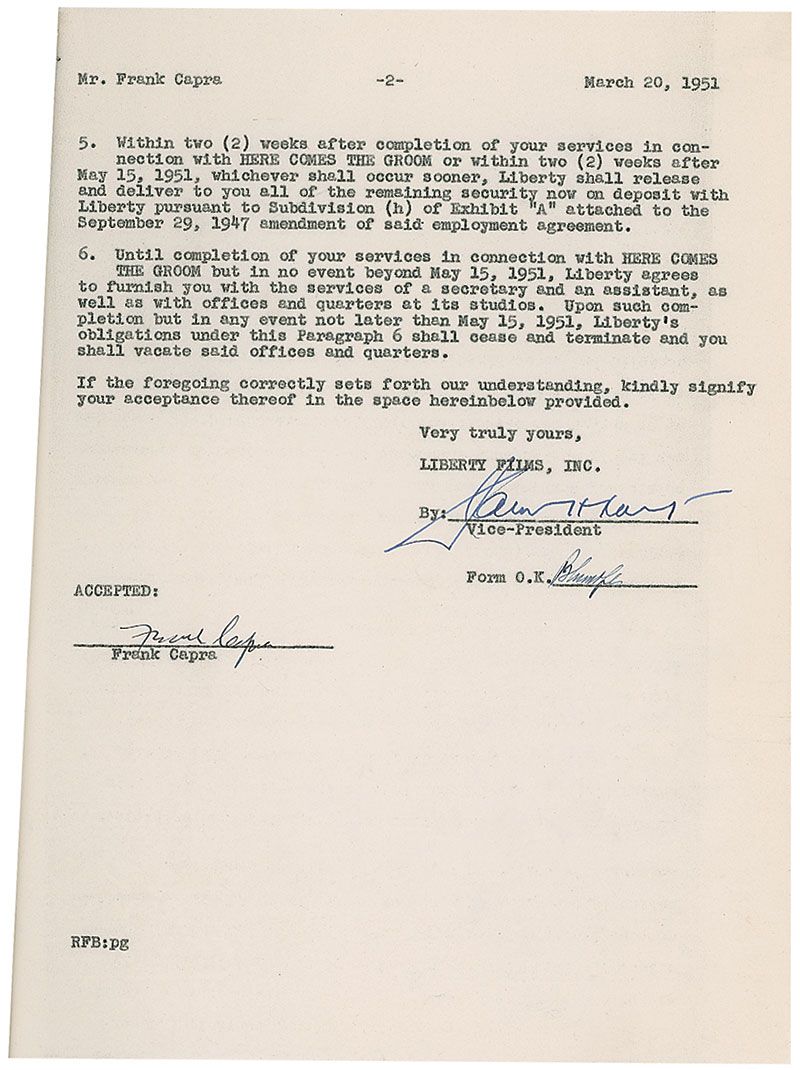 Mr. Frank Capra -2- March 20, 1951
5. Within two (2) weeks after completion of your services in con-
nection with HERE COMES THE GROOM or within two (2) weeks after
May 15, 1951, whichever shall occur sooner, Liberty shall release
and deliver to you all of the remaining security now on deposit with
Liberty pursuant to Subdivision (h) of Exhibit "A" attached to the
September 29, 1947 amendment of said employment agreement.
6. Until completion of your services in connection with HERE COMES
THE GROOM but in no event beyond May 15, 1951, Liberty agrees
to furnish you with the services of a secretary and an assistant, as
well as with offices and quarters at its studios. Upon such com-
pletion but in any event not later than May 15, 1951, Liberty's
obligations under this Paragraph 6 shall cease and terminate and you
shall vacate said offices and quarters.
If the foregoing correctly sets forth our understanding, kindly signify
your acceptance thereof in the space hereinbelow provided.
Very truly yours,
LIBERTY FILMS, INC.
By:
Vice-President
Form O.K.
ACCEPTED:
Frank Capra
Frank Capra
RFB:pg